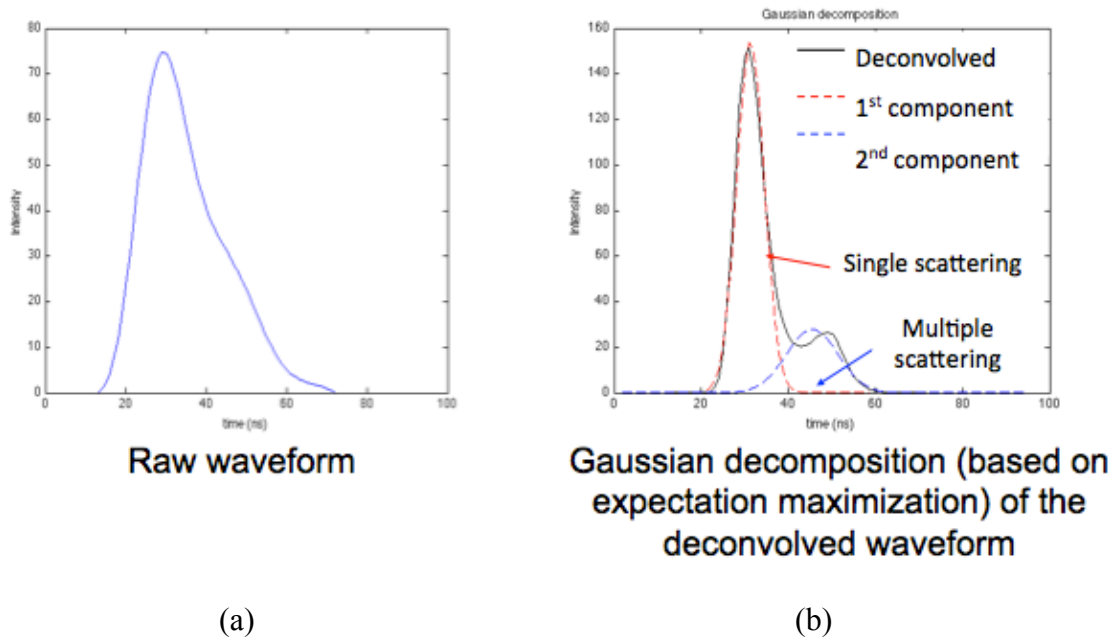 80
70
60
50
40
30
20
10
0
Intensity
0 20 40 60 80 100
time (ns)
Raw waveform
(a)
Gaussian decomposition
160
140
120
100
80
60
40
20
0
Intensity
Deconvolved
1st component
2nd component
Single scattering
Multiple
scattering
0 20 40 60 80 100
time (ns)
Gaussian decomposition (based on
expectation maximization) of the
deconvolved waveform
(b)